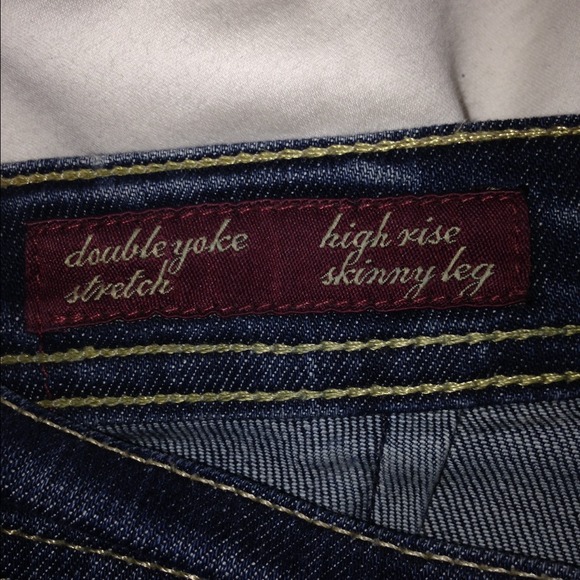 double yoke
stretch
high rise
skinny leg